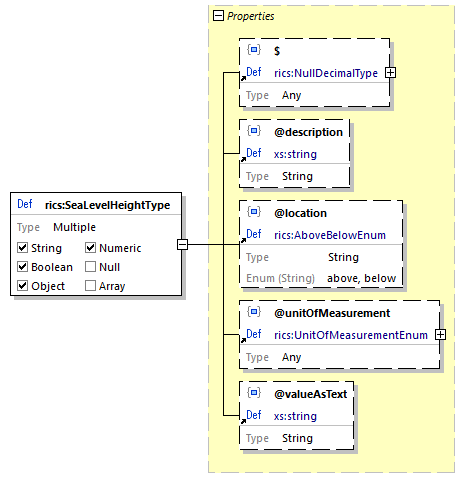 Properties
$
Def rics:NullDecimalType
Type Any
@description
Def xs:string
Type String
@location
Def rics:AboveBelowEnum
Type String
Enum (String) above, below
@unitOfMeasurement
Def rics:UnitOfMeasurementEnum
Type Any
@valueAsText
Def xs:string
Type String
Def rics:SeaLevelHeightType
Type Multiple
String Numeric
Boolean Null
Object Array